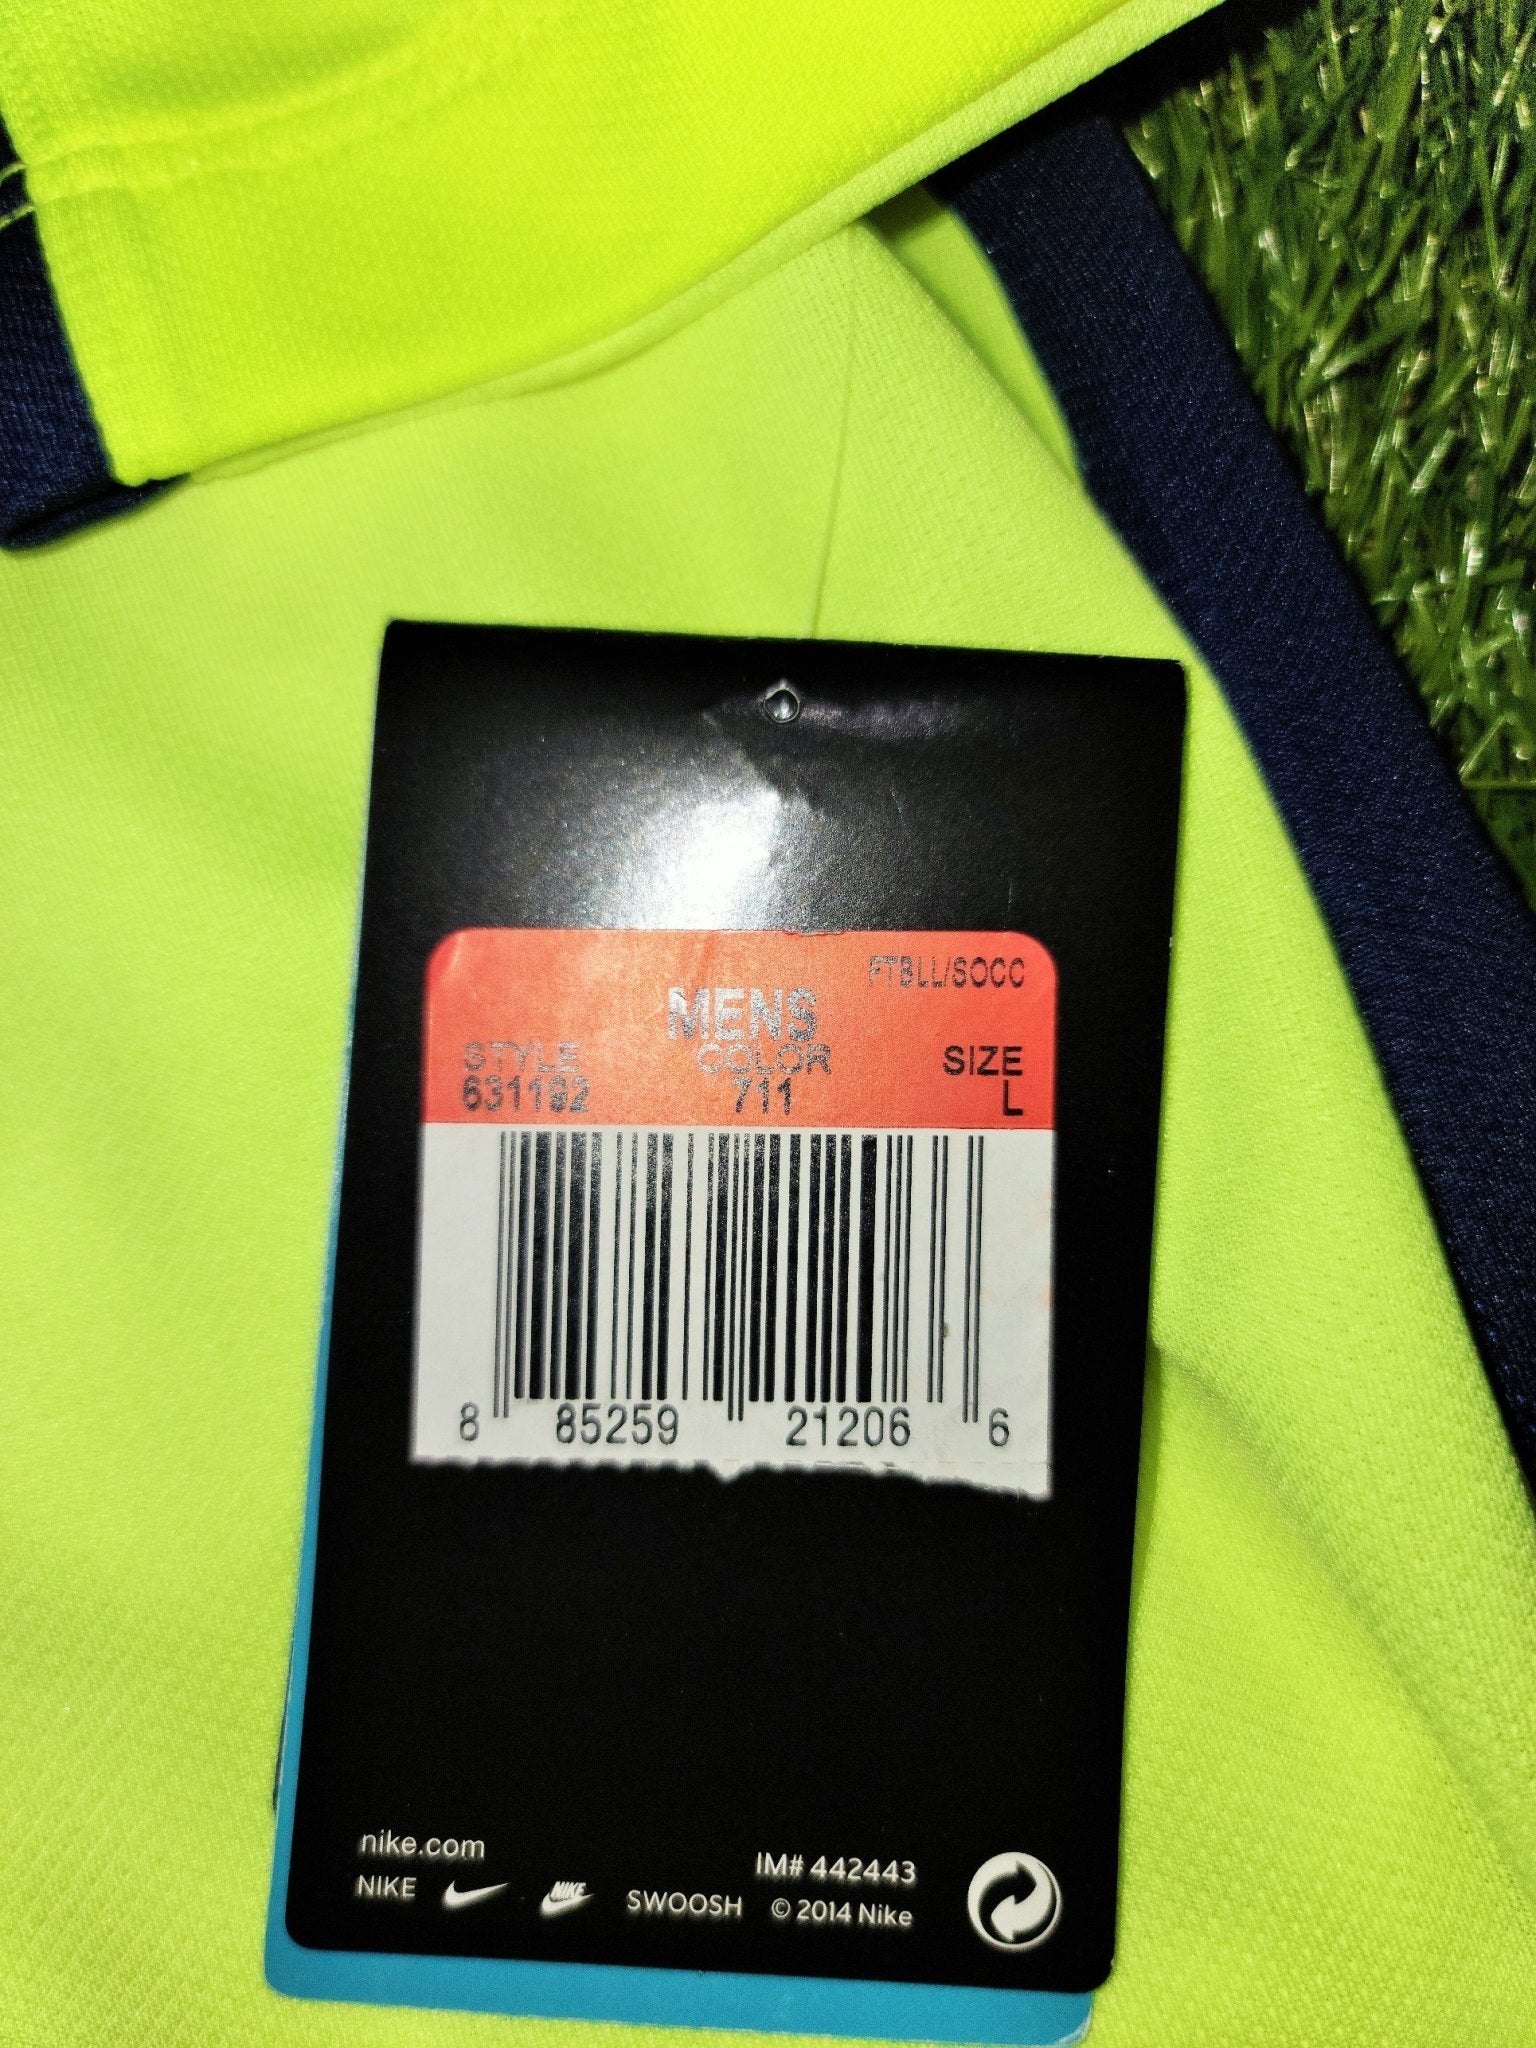 FTBLL/SOCC
MENS
STYLE COLOR SIZE
631192 711 L
8 85259 21206 6
nike.com
IM# 442443
NIKE NIKE SWOOSH © 2014 Nike